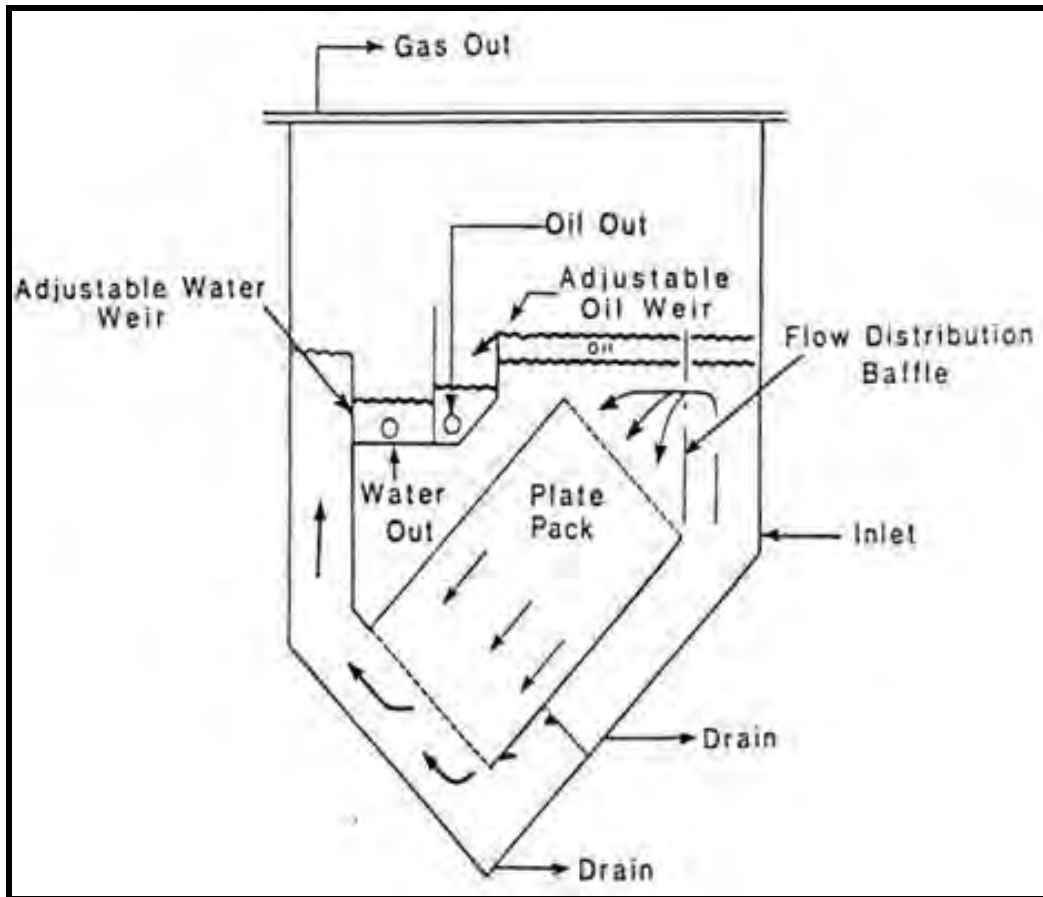 Gas Out
Oil Out
Adjustable
Oil Weir
Adjustable Water
Weir
Oil
Flow Distribution
Baffle
Water
Out
Plate
Pack
Inlet
Drain
Drain